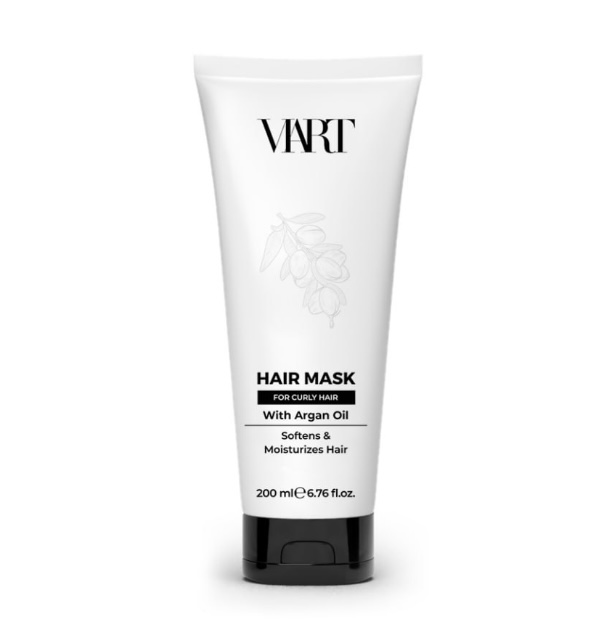 VIART
HAIR MASK
FOR CURLY HAIR
With Argan Oil
Softens &
Moisturizes Hair
200 ml℮6.76 fl.oz.